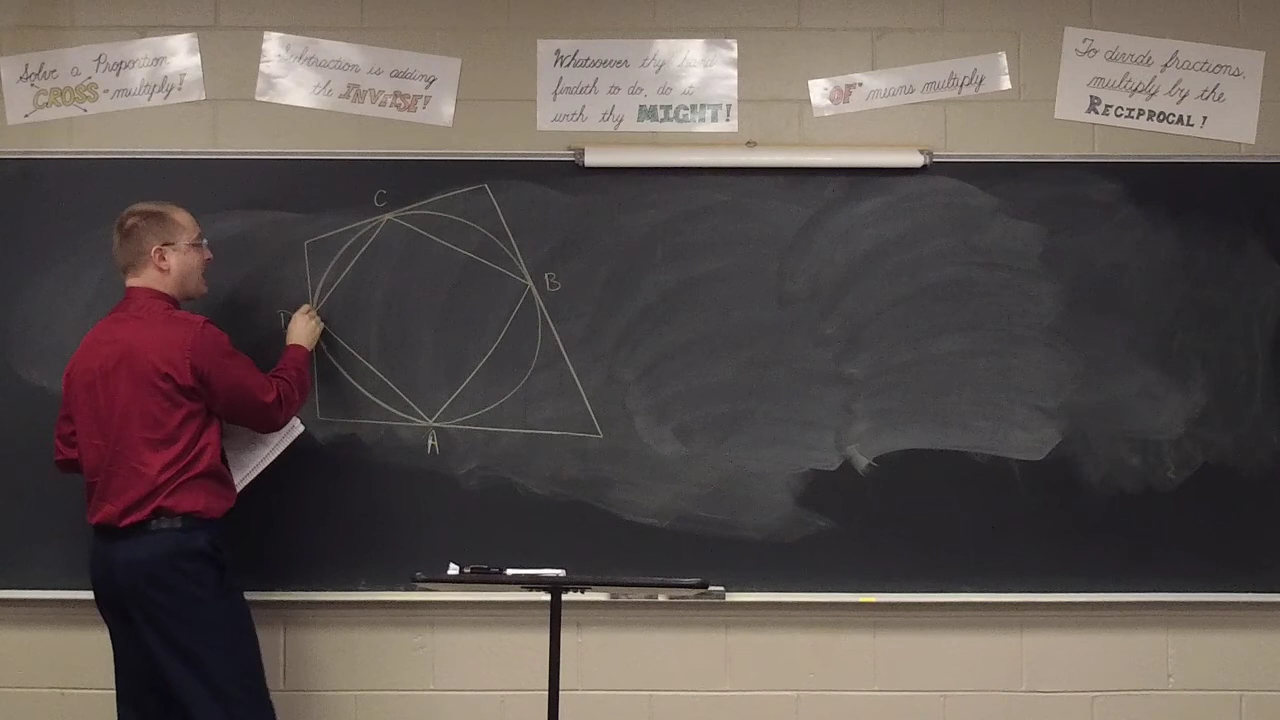 Solve a Proportion
CROSS-multiply!
Subtraction is adding
the INVERSE!
Whatsoever thy hand
findeth to do, do it
with thy MIGHT!
"OF" means multiply
To divide fractions,
multiply by the
RECIPROCAL!
C
B
D
A